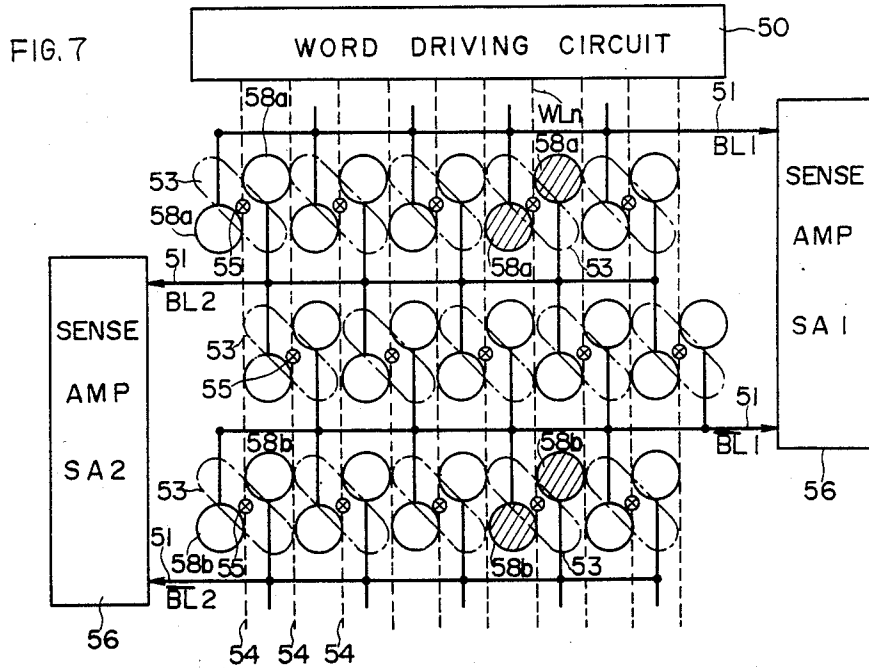 FIG. 7
WORD DRIVING CIRCUIT
50
58a
WLn
51
BL1
58a
53
58a
55
58a
53
SENSE
AMP
SA1
51
BL2
SENSE
AMP
SA2
53
55
51
BL1
58b
58b
53
58b
55
58b
53
51
BL2
56
56
54
54
54